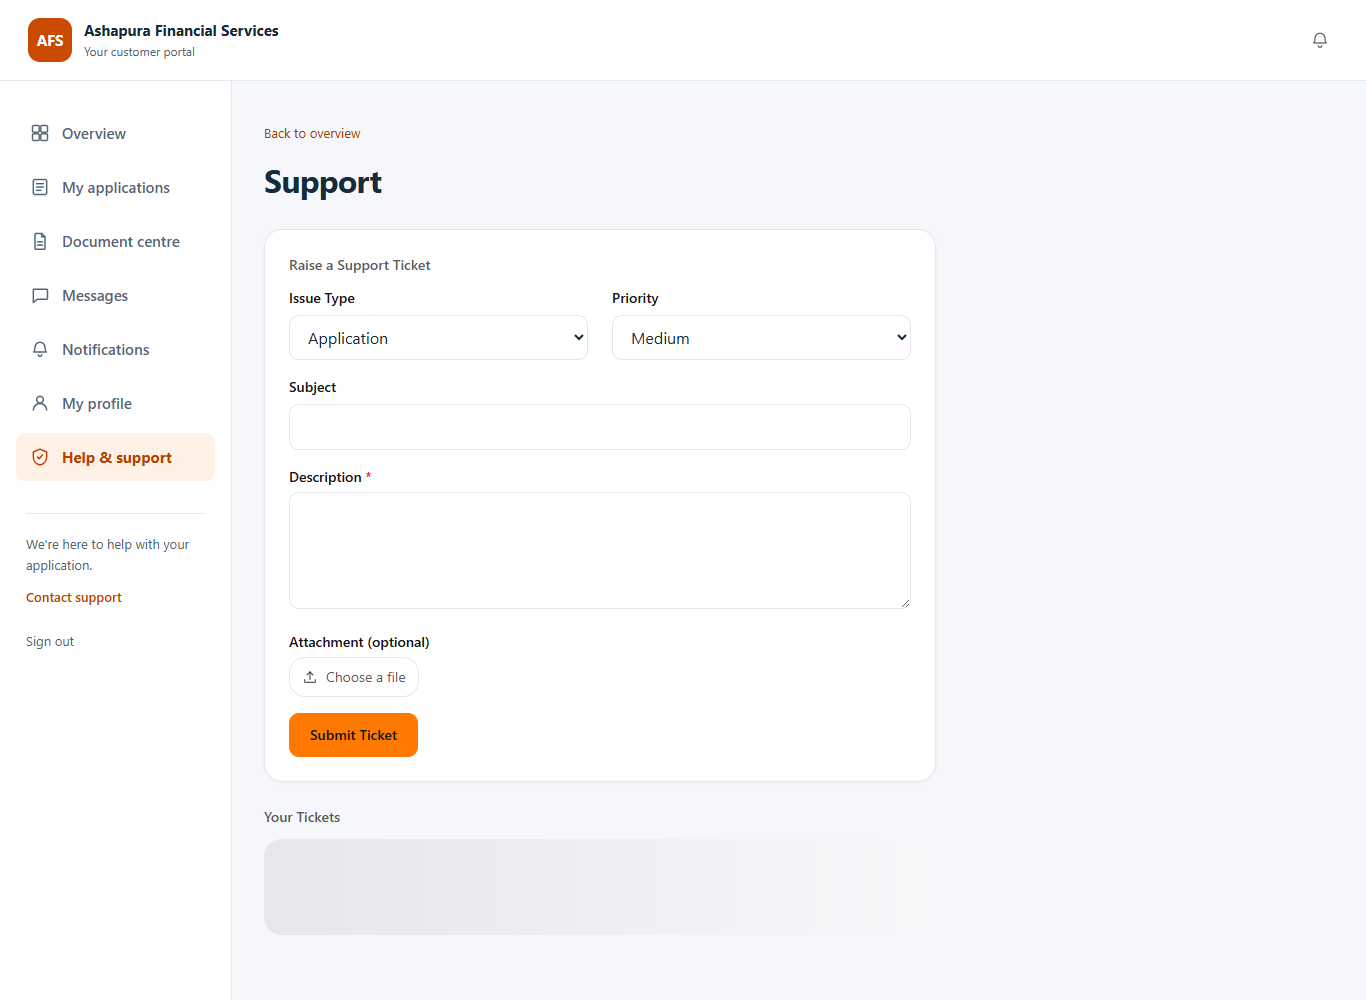 AFS
Ashapura Financial Services
Your customer portal
Overview
My applications
Document centre
Messages
Notifications
My profile
Help & support
We're here to help with your
application.
Contact support
Sign out
Back to overview
Support
Raise a Support Ticket
Issue Type
Priority
Application
Medium
Subject
Description *
Attachment (optional)
Choose a file
Submit Ticket
Your Tickets